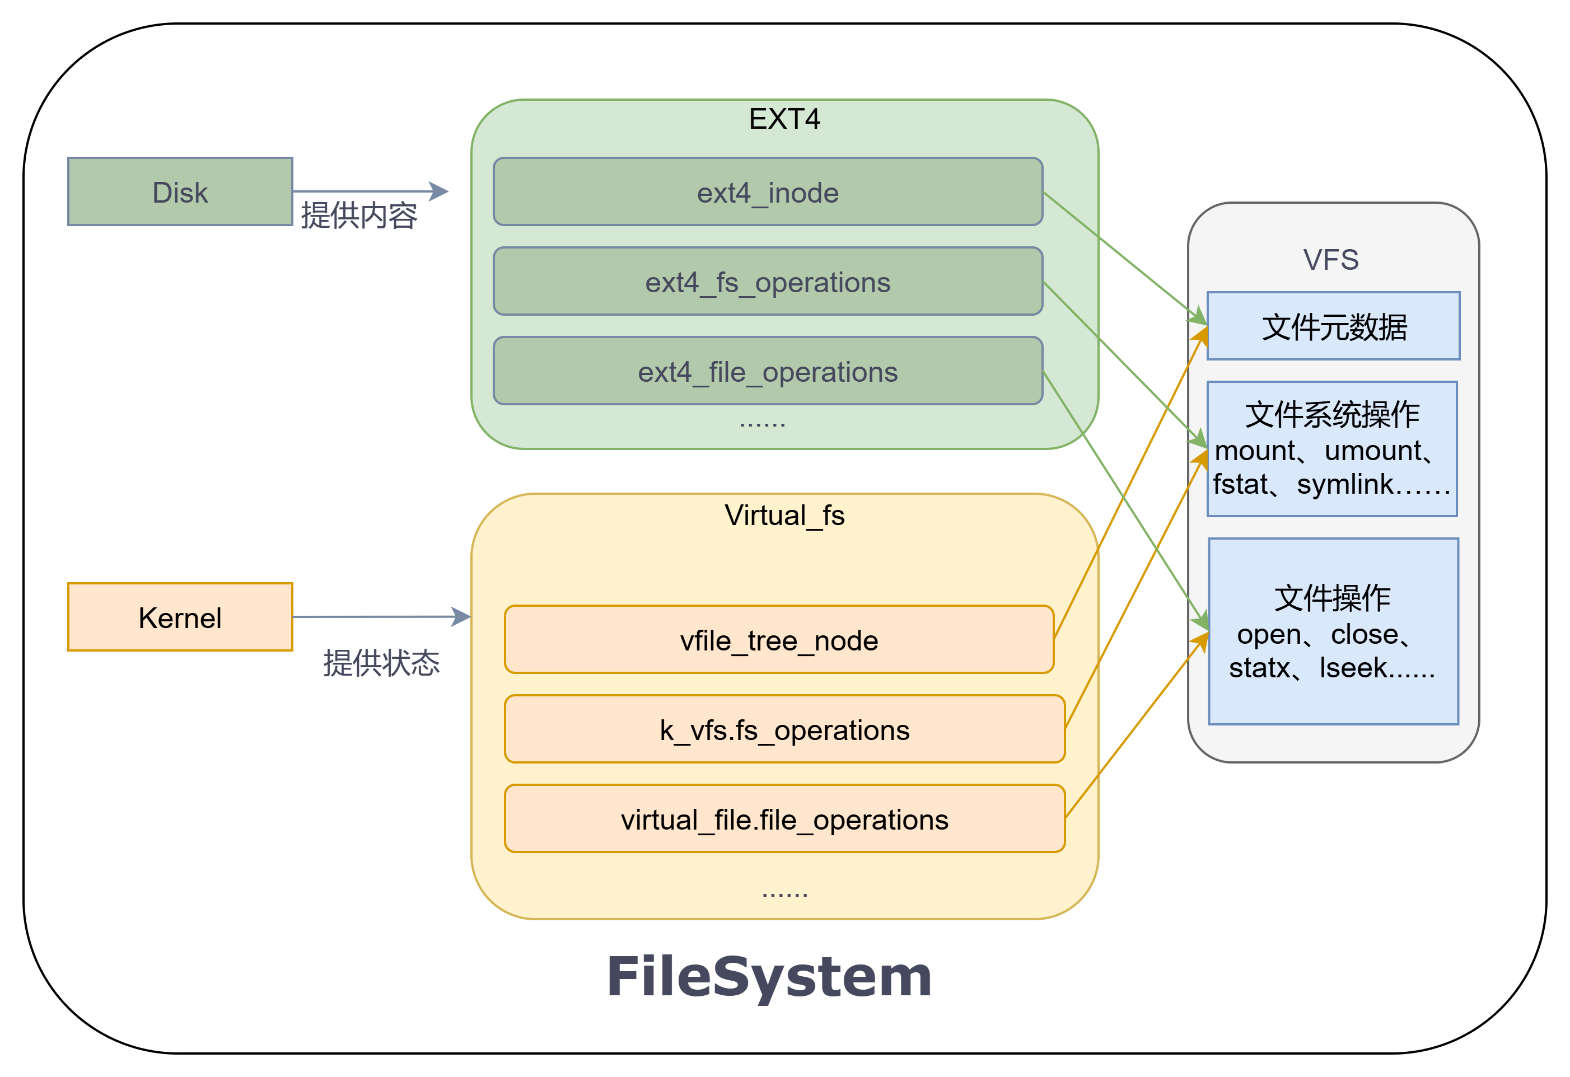 EXT4
Disk
提供内容
ext4_inode
ext4_fs_operations
ext4_file_operations
......
VFS
文件元数据
文件系统操作
mount、umount、
fstat、symlink……
文件操作
open、close、
statx、lseek......
Virtual_fs
Kernel
提供状态
vfile_tree_node
k_vfs.fs_operations
virtual_file.file_operations
......
FileSystem